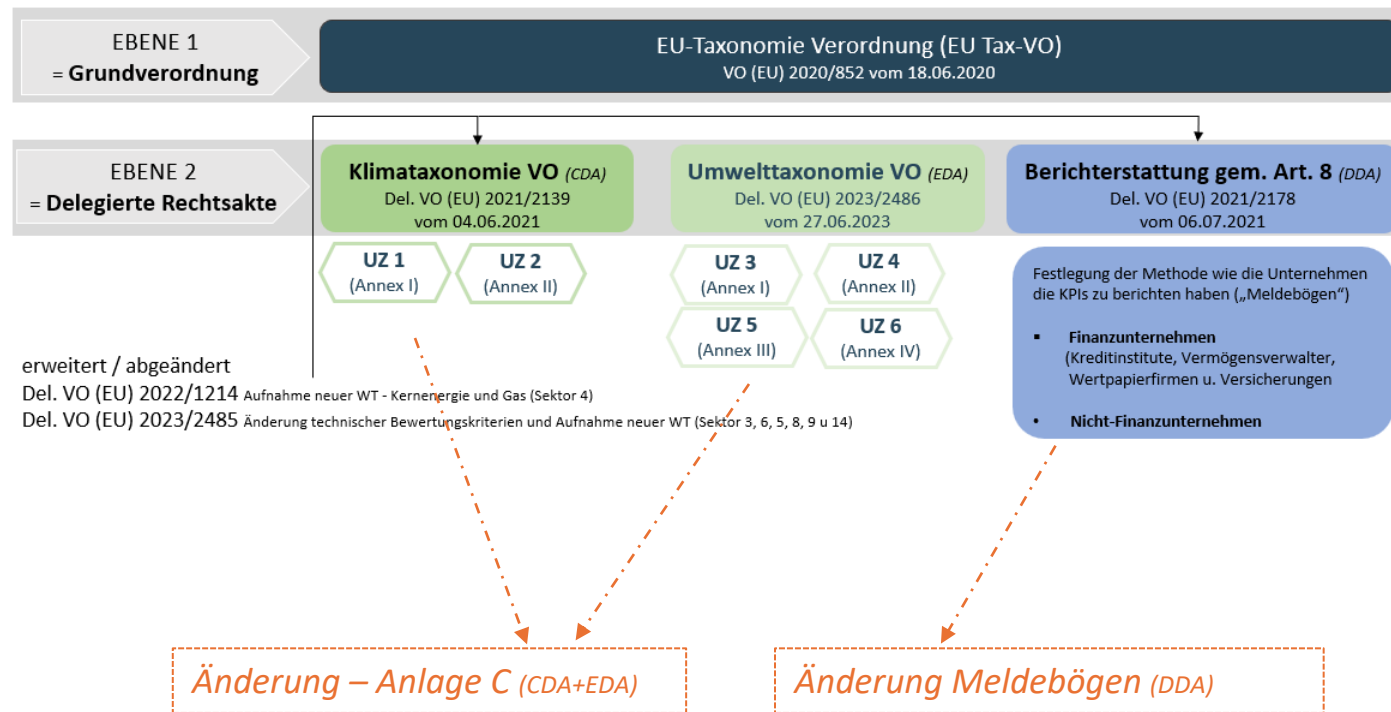 EBENE 1
= Grundverordnung
EU-Taxonomie Verordnung (EU Tax-VO)
VO (EU) 2020/852 vom 18.06.2020
EBENE 2
= Delegierte Rechtsakte
Klimataxonomie VO (CDA)
Del. VO (EU) 2021/2139
vom 04.06.2021
Umwelttaxonomie VO (EDA)
Del. VO (EU) 2023/2486
vom 27.06.2023
Berichterstattung gem. Art. 8 (DDA)
Del. VO (EU) 2021/2178
vom 06.07.2021
UZ 1
(Annex I)
UZ 2
(Annex II)
UZ 3
(Annex I)
UZ 4
(Annex II)
UZ 5
(Annex III)
UZ 6
(Annex IV)
Festlegung der Methode wie die Unternehmen
die KPIs zu berichten haben („Meldebögen“)
▪ Finanzunternehmen
(Kreditinstitute, Vermögensverwalter,
Wertpapierfirmen u. Versicherungen
• Nicht-Finanzunternehmen
erweitert / abgeändert
Del. VO (EU) 2022/1214 Aufnahme neuer WT - Kernenergie und Gas (Sektor 4)
Del. VO (EU) 2023/2485 Änderung technischer Bewertungskriterien und Aufnahme neuer WT (Sektor 3, 6, 5, 8, 9 u 14)
Änderung – Anlage C (CDA+EDA)
Änderung Meldebögen (DDA)